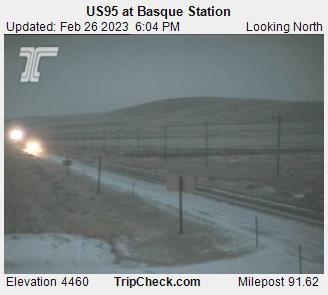 US95 at Basque Station
Updated: Feb 26 2023 6:04 PM Looking North
Elevation 4460 TripCheck.com Milepost 91.62